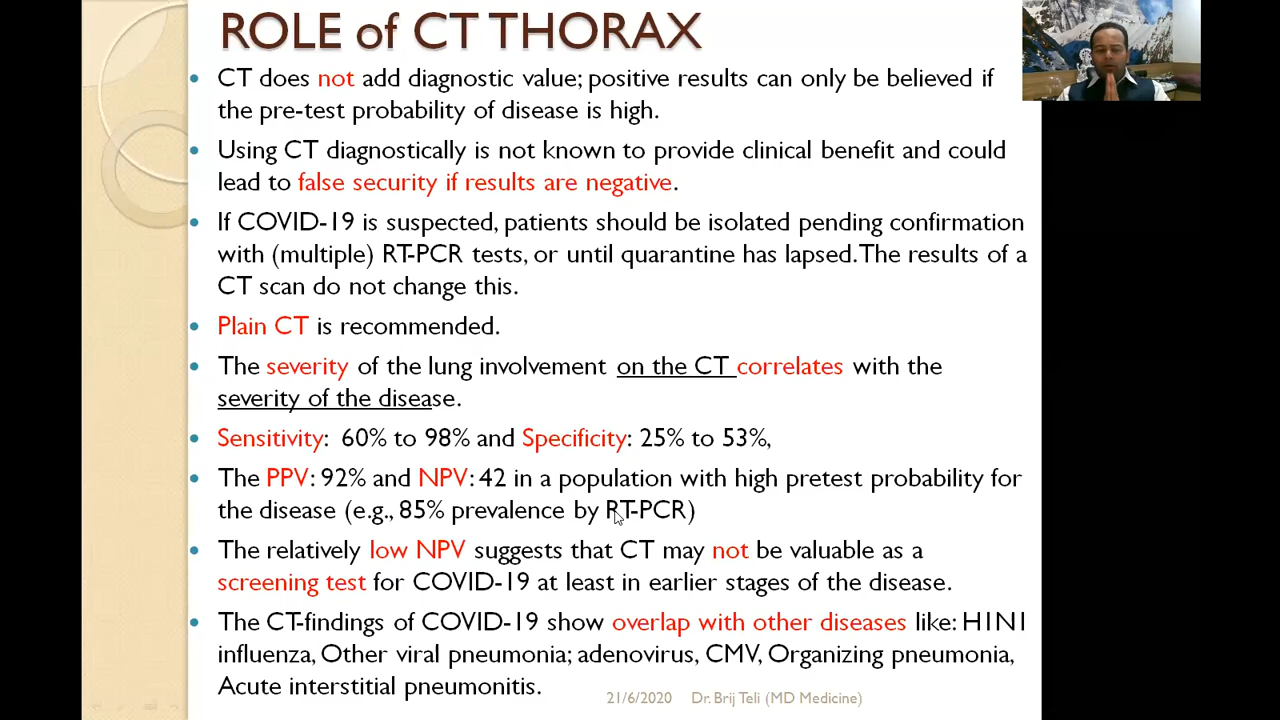 ROLE of CT THORAX
CT does not add diagnostic value; positive results can only be believed if
the pre-test probability of disease is high.
Using CT diagnostically is not known to provide clinical benefit and could
lead to false security if results are negative.
If COVID-19 is suspected, patients should be isolated pending confirmation
with (multiple) RT-PCR tests, or until quarantine has lapsed. The results of a
CT scan do not change this.
Plain CT is recommended.
The severity of the lung involvement on the CT correlates with the
severity of the disease.
Sensitivity: 60% to 98% and Specificity: 25% to 53%,
The PPV: 92% and NPV: 42 in a population with high pretest probability for
the disease (e.g., 85% prevalence by RT-PCR)
The relatively low NPV suggests that CT may not be valuable as a
screening test for COVID-19 at least in earlier stages of the disease.
The CT-findings of COVID-19 show overlap with other diseases like: H1N1
influenza, Other viral pneumonia; adenovirus, CMV, Organizing pneumonia,
Acute interstitial pneumonitis.
21/6/2020 Dr. Brij Teli (MD Medicine)